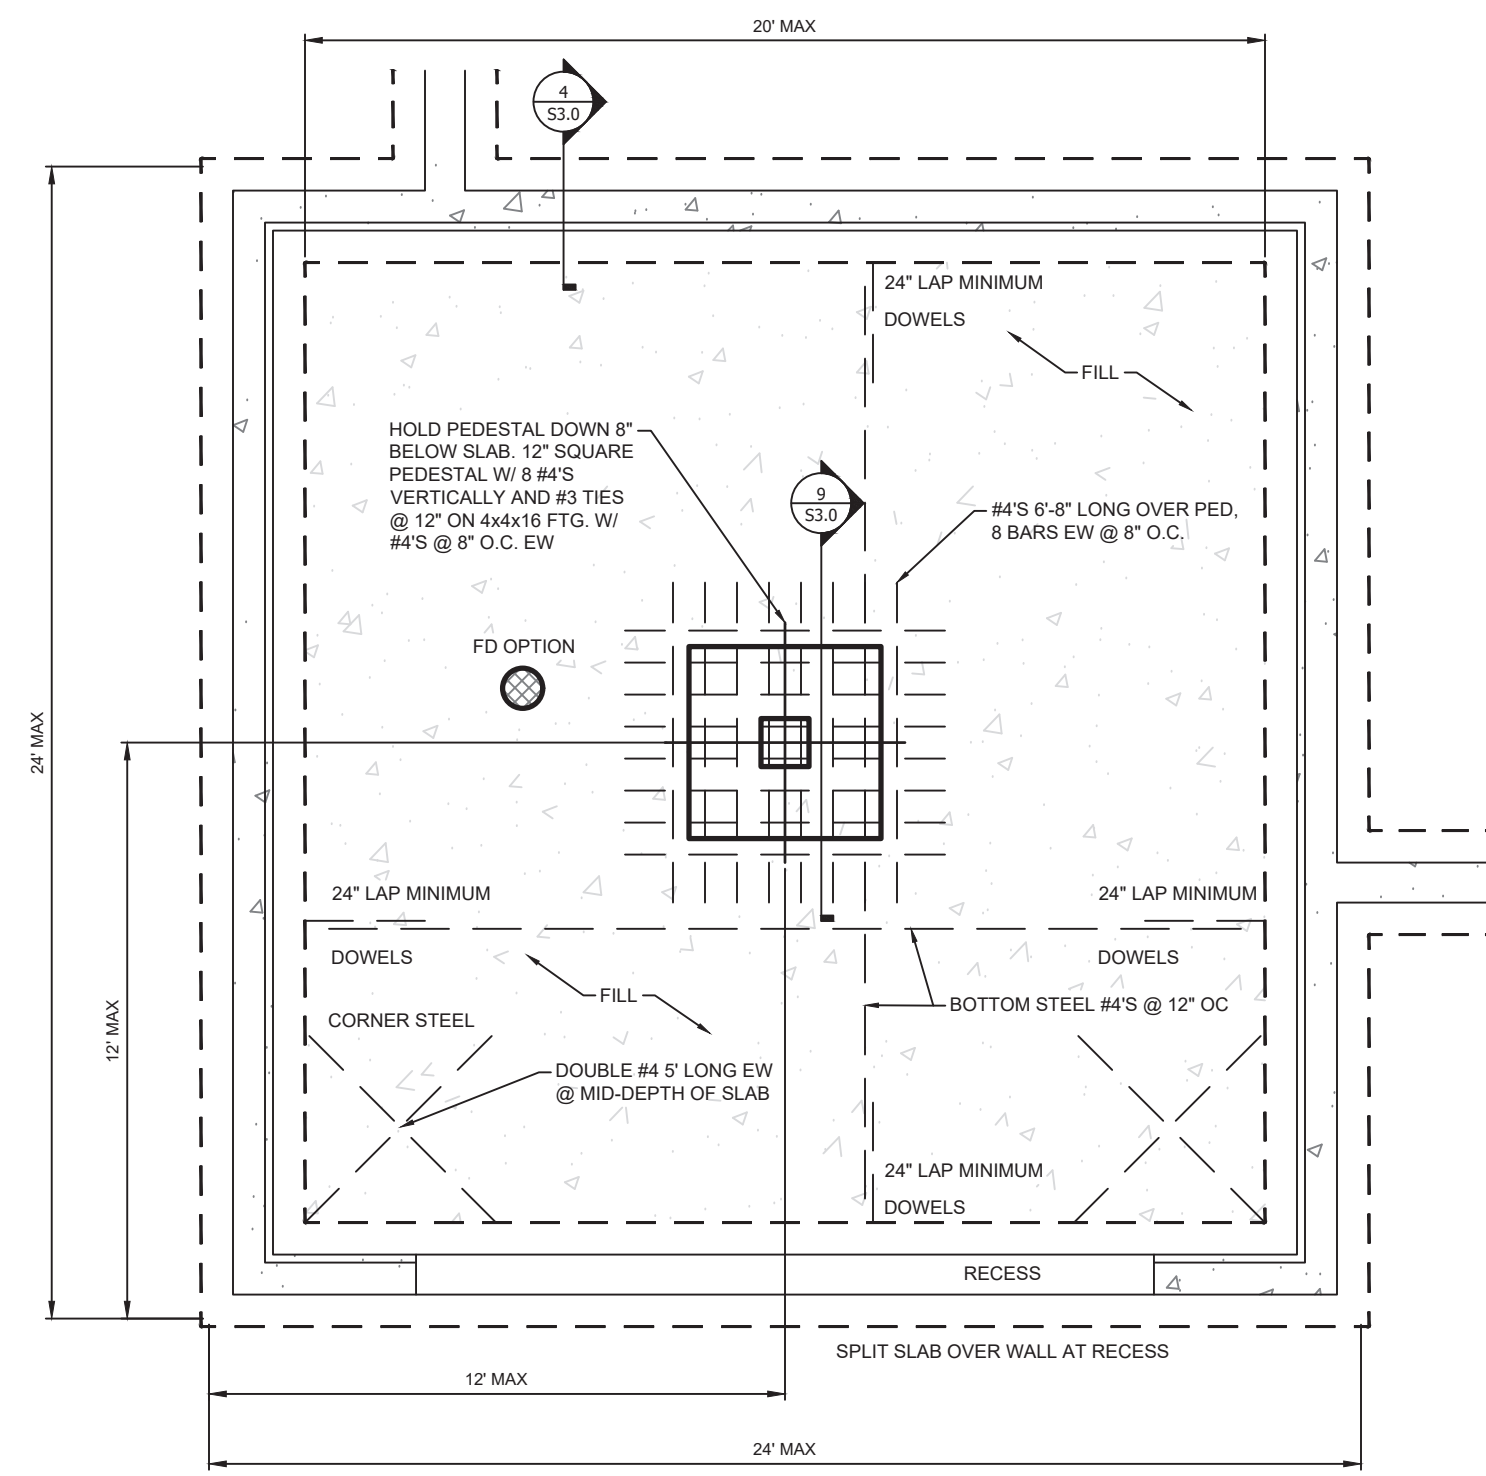 20' MAX
4
S3.0
24" LAP MINIMUM
DOWELS
FILL
HOLD PEDESTAL DOWN 8"
BELOW SLAB. 12" SQUARE
PEDESTAL W/ 8 #4'S
VERTICALLY AND #3 TIES
@ 12" ON 4x4x16 FTG. W/
#4'S @ 8" O.C. EW
9
S3.0
#4'S 6'-8" LONG OVER PED,
8 BARS EW @ 8" O.C.
FD OPTION
24' MAX
24" LAP MINIMUM
24" LAP MINIMUM
DOWELS
DOWELS
FILL
BOTTOM STEEL #4'S @ 12" OC
CORNER STEEL
12' MAX
DOUBLE #4 5' LONG EW
@ MID-DEPTH OF SLAB
24" LAP MINIMUM
DOWELS
RECESS
SPLIT SLAB OVER WALL AT RECESS
12' MAX
24' MAX